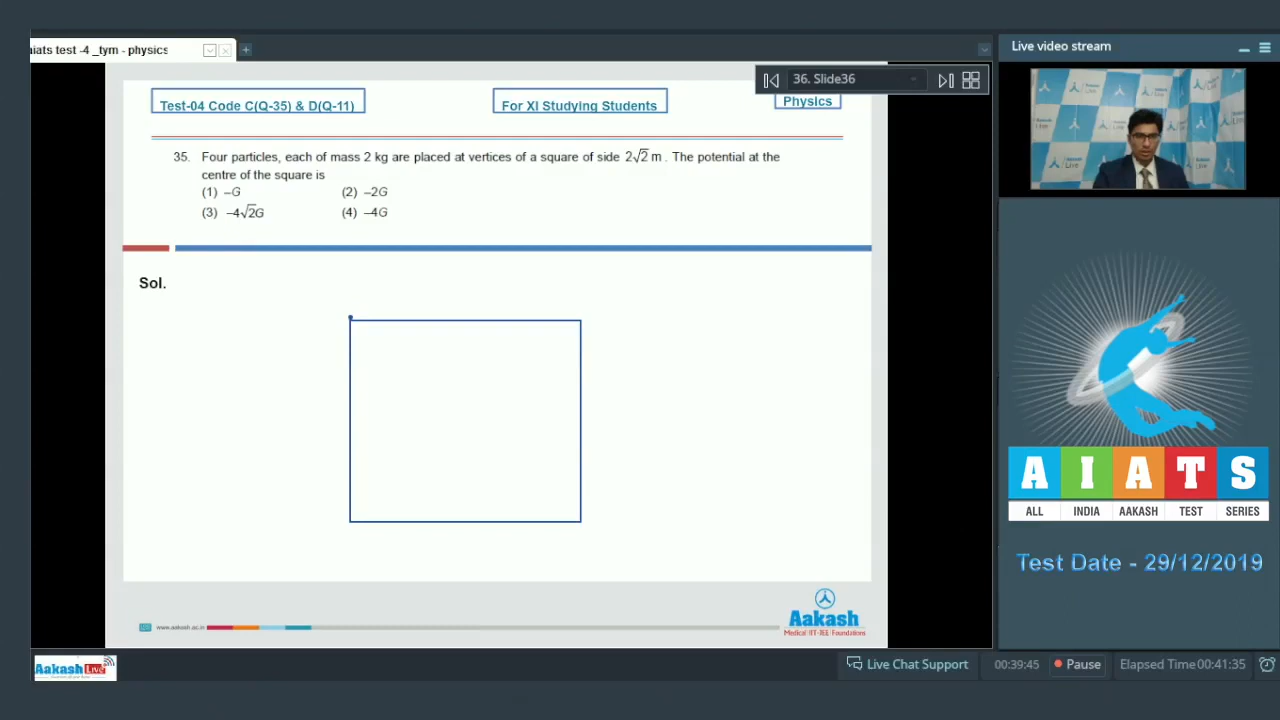 aiats test -4 _tym - physics
Live video stream
36. Slide36
Test-04 Code C(Q-35) & D(Q-11)
For XI Studying Students
Physics
35. Four particles, each of mass 2 kg are placed at vertices of a square of side 2√2 m . The potential at the
centre of the square is
(1) –G (2) –2G
(3) –4√2G (4) –4G
Sol.
A I A T S
ALL INDIA AAKASH TEST SERIES
Test Date - 29/12/2019
www.aakash.ac.in
Aakash
Medical|IIT-JEE|Foundations
Aakash Live
Live Chat Support
00:39:45
Pause
Elapsed Time 00:41:35